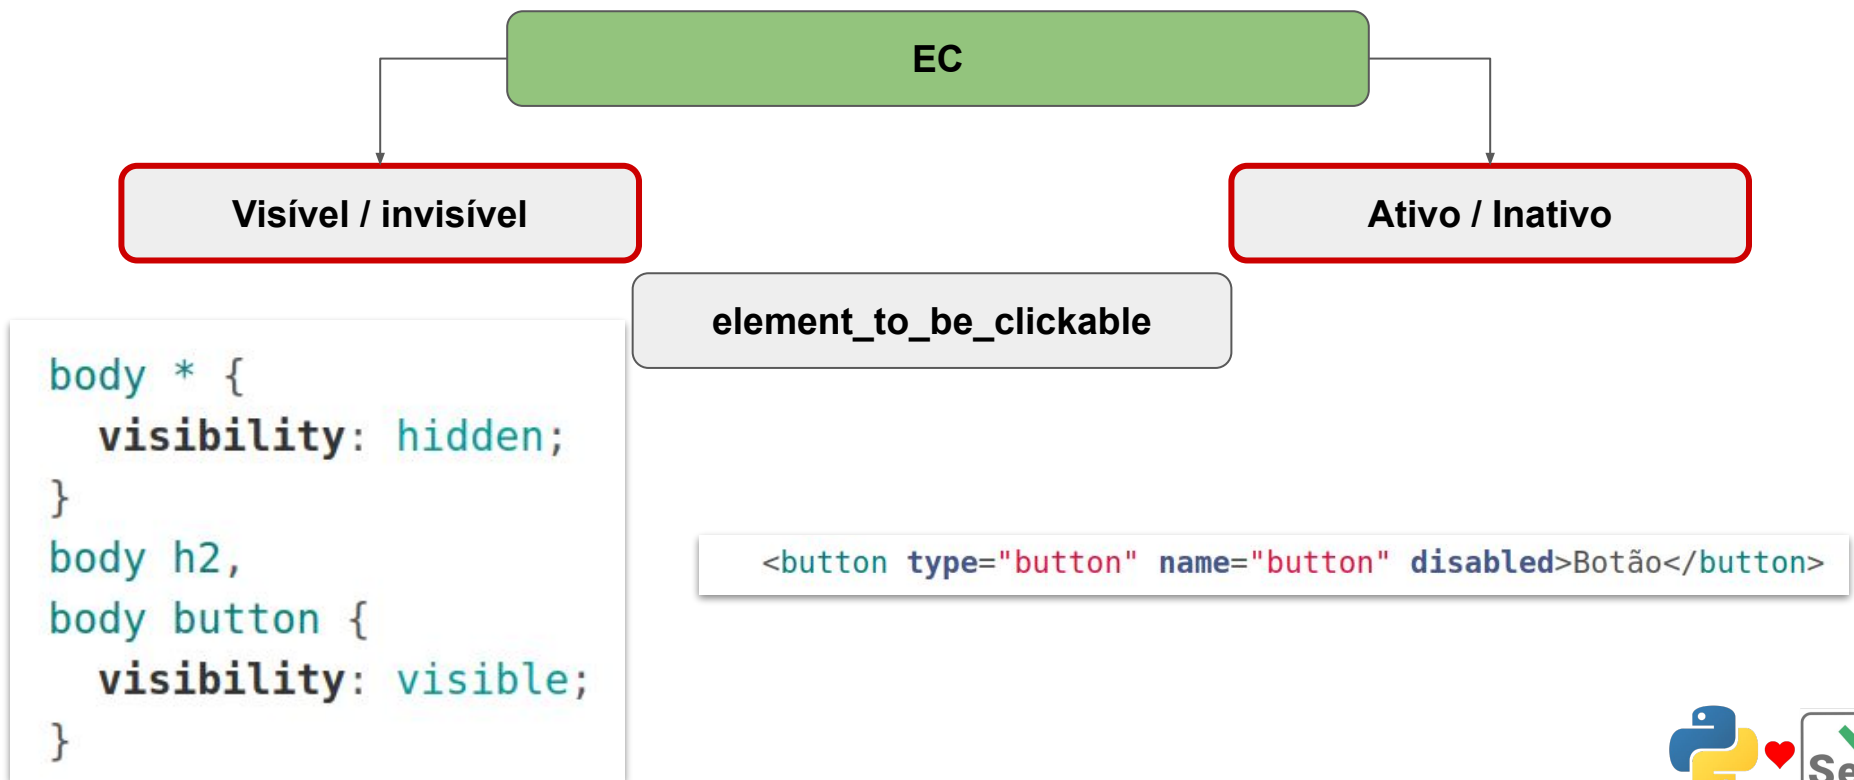 EC
Visível / invisível
Ativo / Inativo
element_to_be_clickable
body * {
  visibility: hidden;
}
body h2,
body button {
  visibility: visible;
}
<button type="button" name="button" disabled>Botão</button>
Se